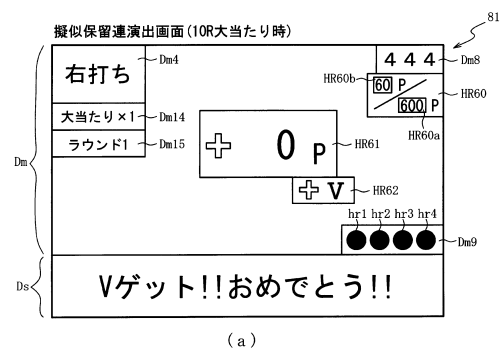 擬似保留連演出画面(10R大当たり時)
81
右打ち
Dm4
4 4 4
Dm8
HR60b
60 P
600 P
HR60
HR60a
大当たり×1
Dm14
ラウンド1
Dm15
Dm
+ 0 P
HR61
+ V
HR62
hr1 hr2 hr3 hr4
Dm9
Ds
Vゲット!!おめでとう!!
(a)